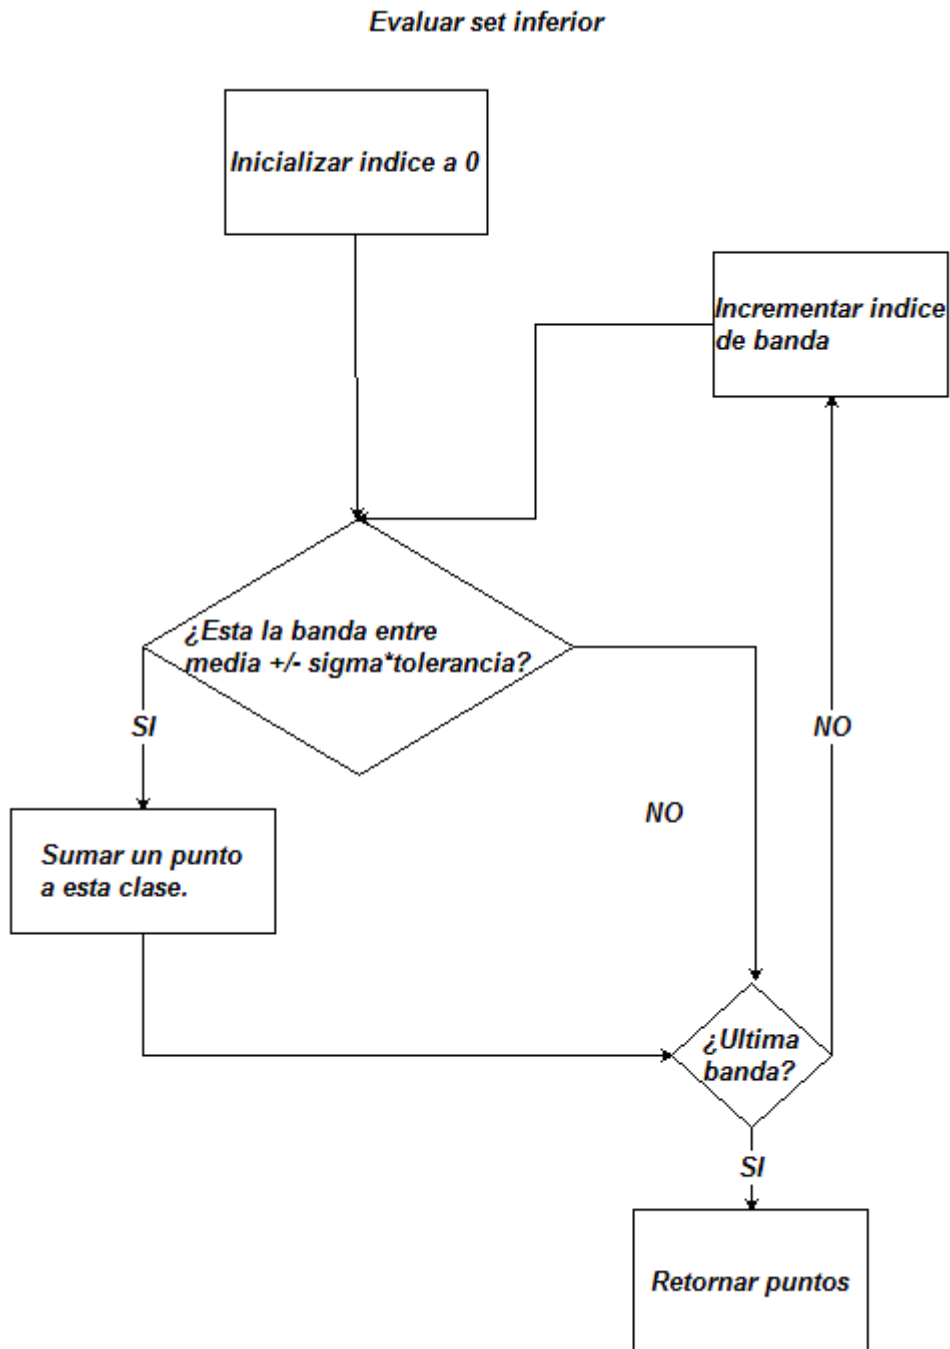 Evaluar set inferior
Inicializar indice a 0
Incrementar indice
de banda
¿Esta la banda entre
media +/- sigma*tolerancia?
SI
NO
NO
Sumar un punto
a esta clase.
¿Ultima
banda?
SI
Retornar puntos